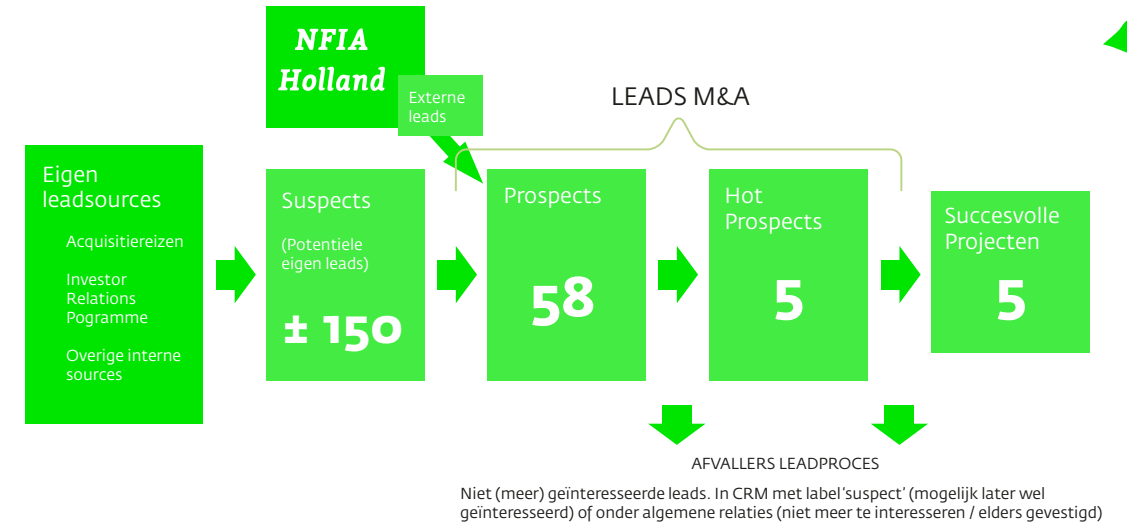 NFIA
Holland
Externe
leads
LEADS M&A
Eigen
leadsources
Acquisitiereizen
Investor
Relations
Pogramme
Overige interne
sources
Suspects
(Potentiele
eigen leads)
± 150
Prospects
58
Hot
Prospects
5
Succesvolle
Projecten
5
AFVALLERS LEADPROCES
Niet (meer) geïnteresseerde leads. In CRM met label 'suspect' (mogelijk later wel
geïnteresseerd) of onder algemene relaties (niet meer te interesseren / elders gevestigd)